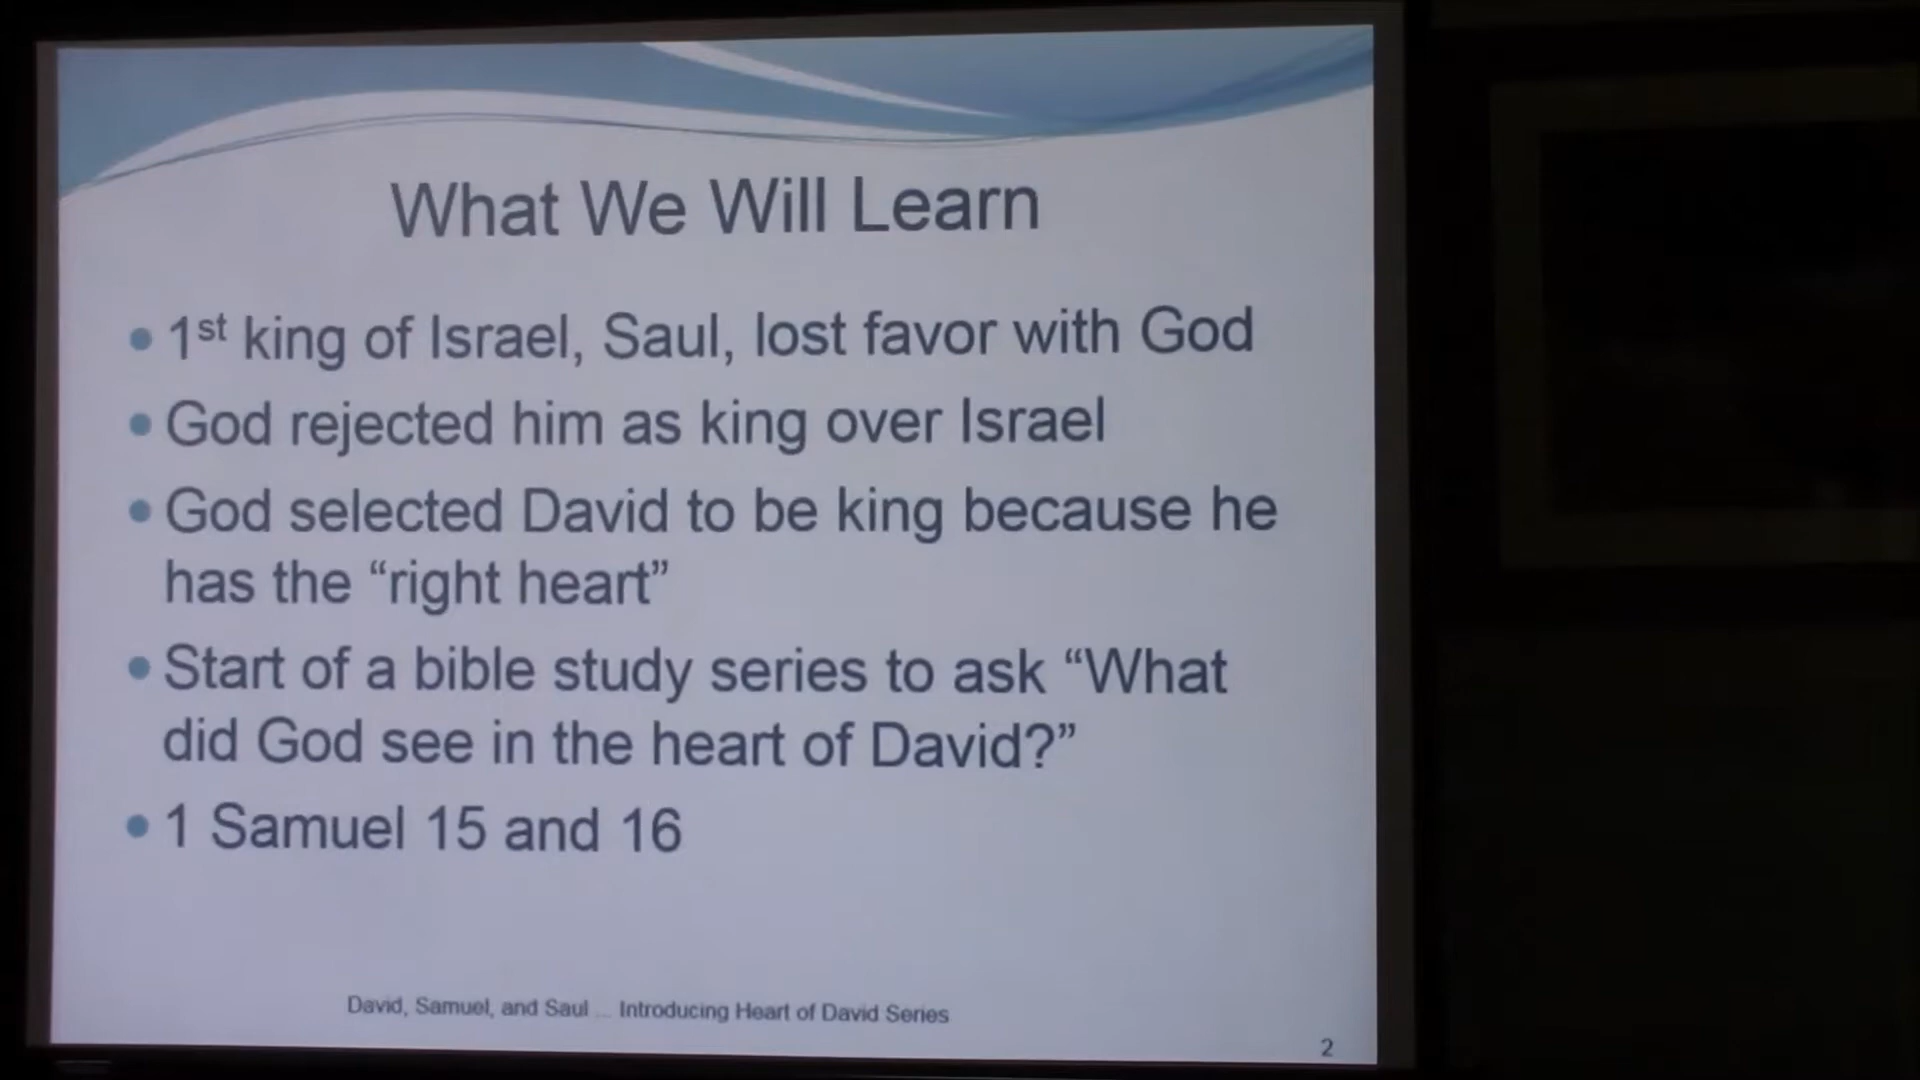 What We Will Learn
1st king of Israel, Saul, lost favor with God
God rejected him as king over Israel
God selected David to be king because he
has the “right heart”
Start of a bible study series to ask “What
did God see in the heart of David?”
1 Samuel 15 and 16
David, Samuel, and Saul ... Introducing Heart of David Series
2